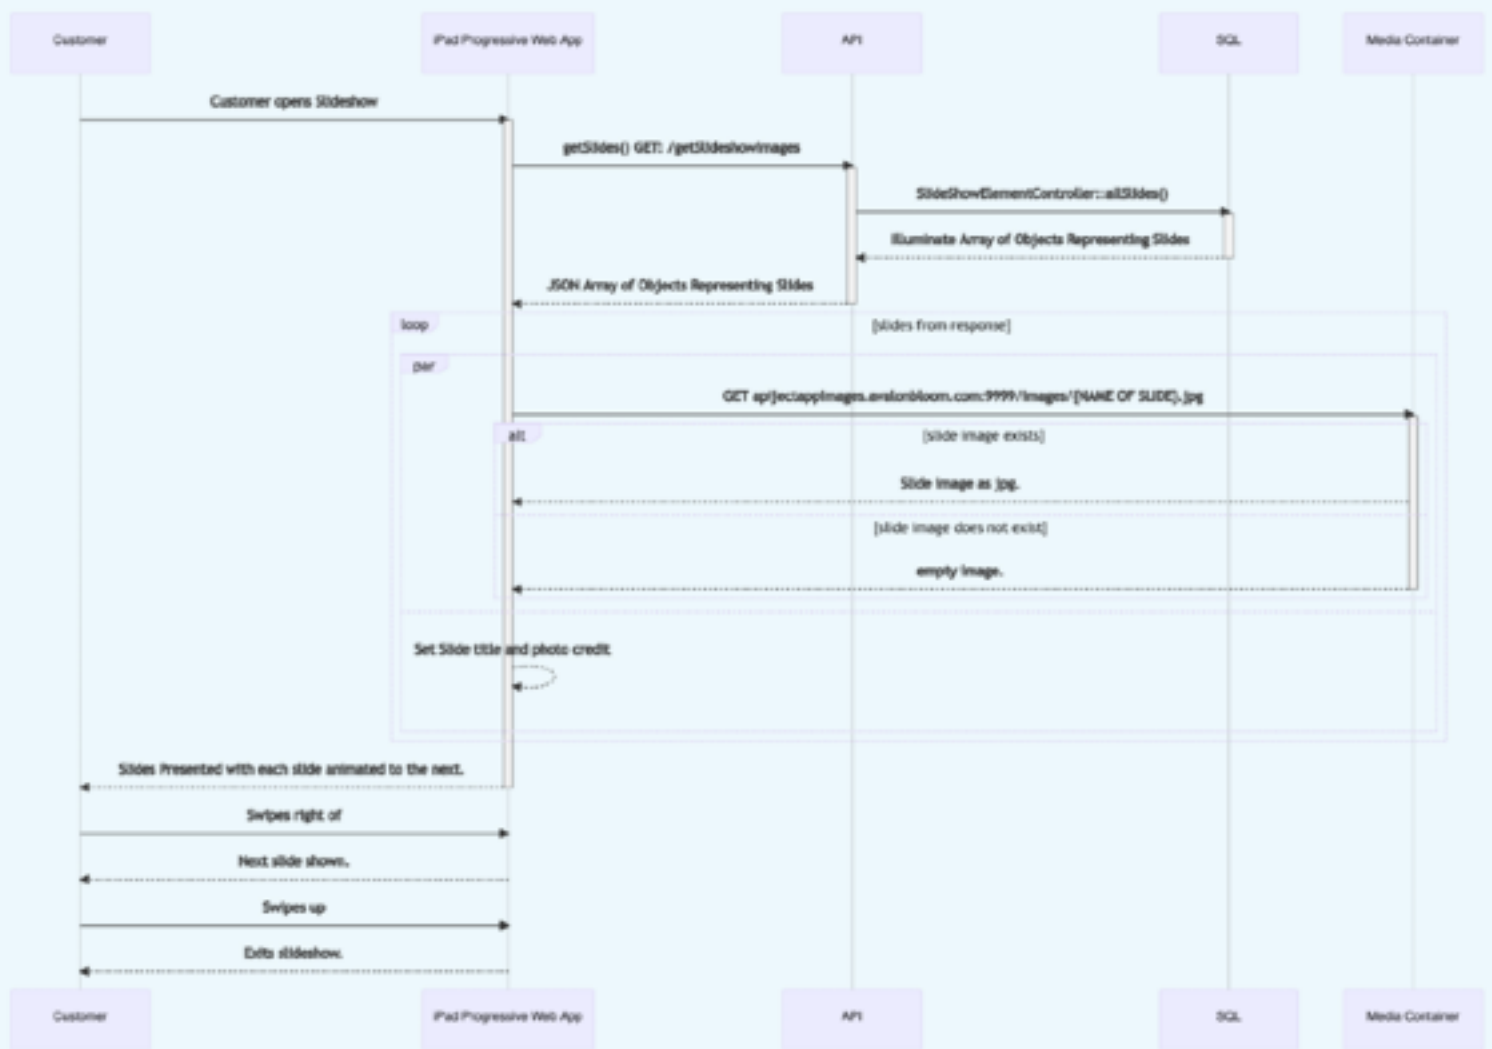 Customer
iPad Progressive Web App
API
SQL
Media Container
Customer opens Slideshow
getSlides() GET: /getSlideshowImages
SlideShowElementController::allSlides()
Illuminate Array of Objects Representing Slides
JSON Array of Objects Representing Slides
loop
[slides from response]
par
GET
alt
[slide image exists]
Slide image as jpg.
[slide image does not exist]
empty image.
Set Slide title and photo credit
Slides Presented with each slide animated to the next.
Swipes right of
Next slide shown.
Swipes up
Exits slideshow.
Customer
iPad Progressive Web App
API
SQL
Media Container